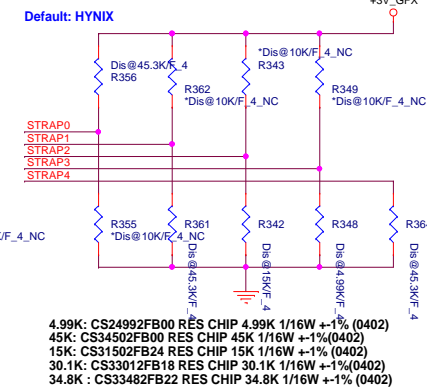 +3V_GFX
Default: HYNIX
Dis@45.3K/F_4
R356
R362
*Dis@10K/F_4_NC
*Dis@10K/F_4_NC
R343
R349
*Dis@10K/F_4_NC
STRAP0
STRAP1
STRAP2
STRAP3
STRAP4
K/F_4_NC
R355
*Dis@10K/F_4_NC
R361
Dis@45.3K/F_4
R342
Dis@15K/F_4
R348
Dis@4.99K/F_4
R364
Dis@45.3K/F_4
4.99K: CS24992FB00 RES CHIP 4.99K 1/16W +-1% (0402)
45K: CS34502FB00 RES CHIP 45K 1/16W +-1%(0402)
15K: CS31502FB24 RES CHIP 15K 1/16W +-1% (0402)
30.1K: CS33012FB18 RES CHIP 30.1K 1/16W +-1%(0402)
34.8K : CS33482FB22 RES CHIP 34.8K 1/16W +-1% (0402)